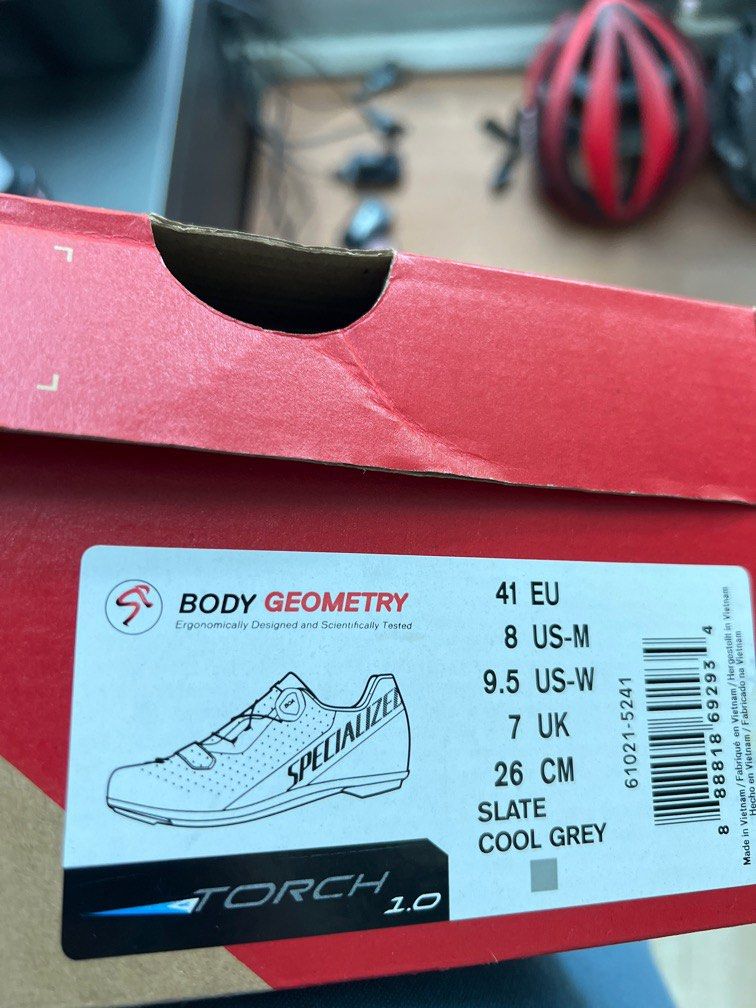 BODY GEOMETRY
Ergonomically Designed and Scientifically Tested
SPECIALIZED
TORCH
1.0
41 EU
8 US-M
9.5 US-W
7 UK
26 CM
SLATE
COOL GREY
61021-5241
8 88818 69293 4
Made in Vietnam / Fabriqué en Vietnam / Hergestellt in Vietnam
Hecho en Vietnam / Fabricado na Vietnam